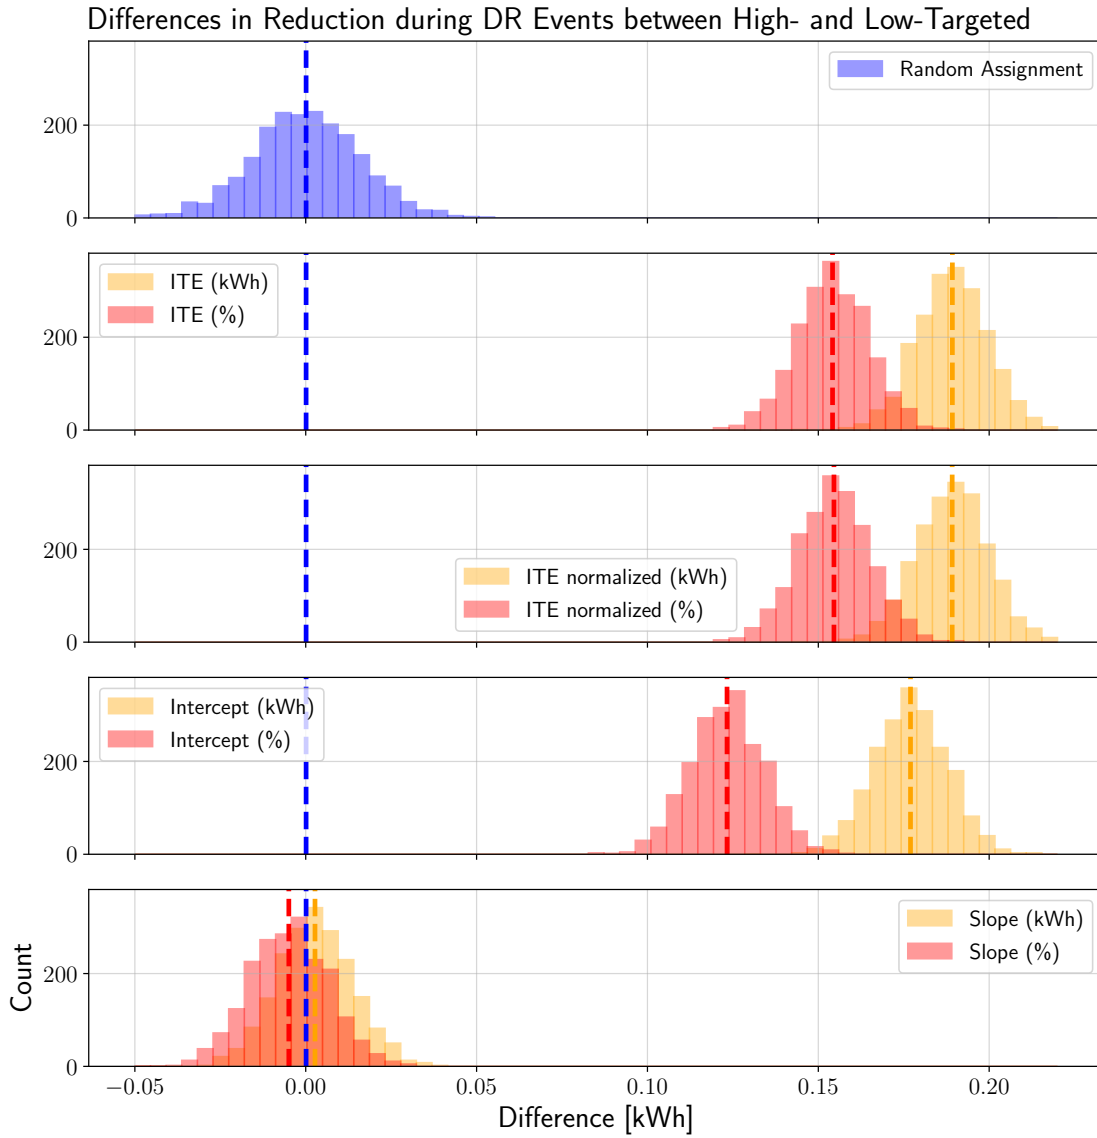 Differences in Reduction during DR Events between High- and Low-Targeted
Random Assignment
200
0
ITE (kWh)
ITE (%)
200
0
ITE normalized (kWh)
ITE normalized (%)
200
0
Intercept (kWh)
Intercept (%)
200
0
Slope (kWh)
Slope (%)
200
0
Count
−0.05 0.00 0.05 0.10 0.15 0.20
Difference [kWh]